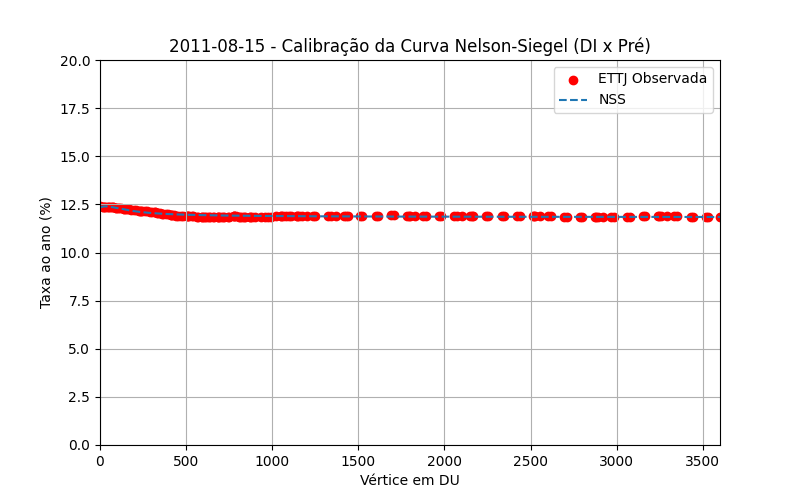 2011-08-15 - Calibração da Curva Nelson-Siegel (DI x Pré)
ETTJ Observada
NSS
20.0
17.5
15.0
12.5
10.0
7.5
5.0
2.5
0.0
Taxa ao ano (%)
0 500 1000 1500 2000 2500 3000 3500
Vértice em DU